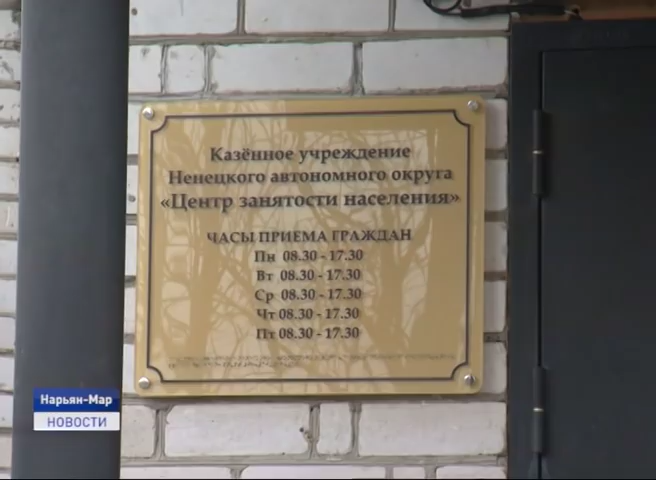 Казённое учреждение
Ненецкого автономного округа
«Центр занятости населения»
ЧАСЫ ПРИЕМА ГРАЖДАН
Пн 08.30 - 17.30
Вт 08.30 - 17.30
Ср 08.30 - 17.30
Чт 08.30 - 17.30
Пт 08.30 - 17.30
Нарьян-Мар
НОВОСТИ